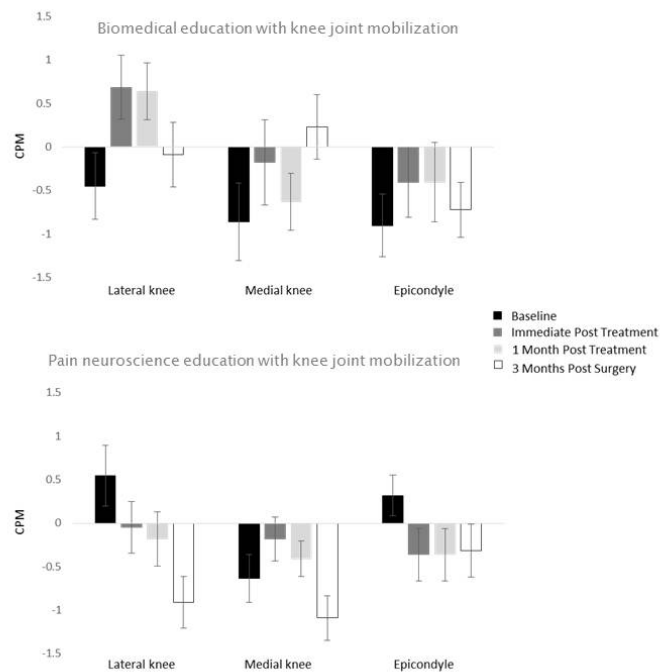 Biomedical education with knee joint mobilization
1.5
1
0.5
0
-0.5
-1
-1.5
CPM
Lateral knee Medial knee Epicondyle
Baseline
Immediate Post Treatment
1 Month Post Treatment
3 Months Post Surgery
Pain neuroscience education with knee joint mobilization
1.5
1
0.5
0
-0.5
-1
-1.5
CPM
Lateral knee Medial knee Epicondyle